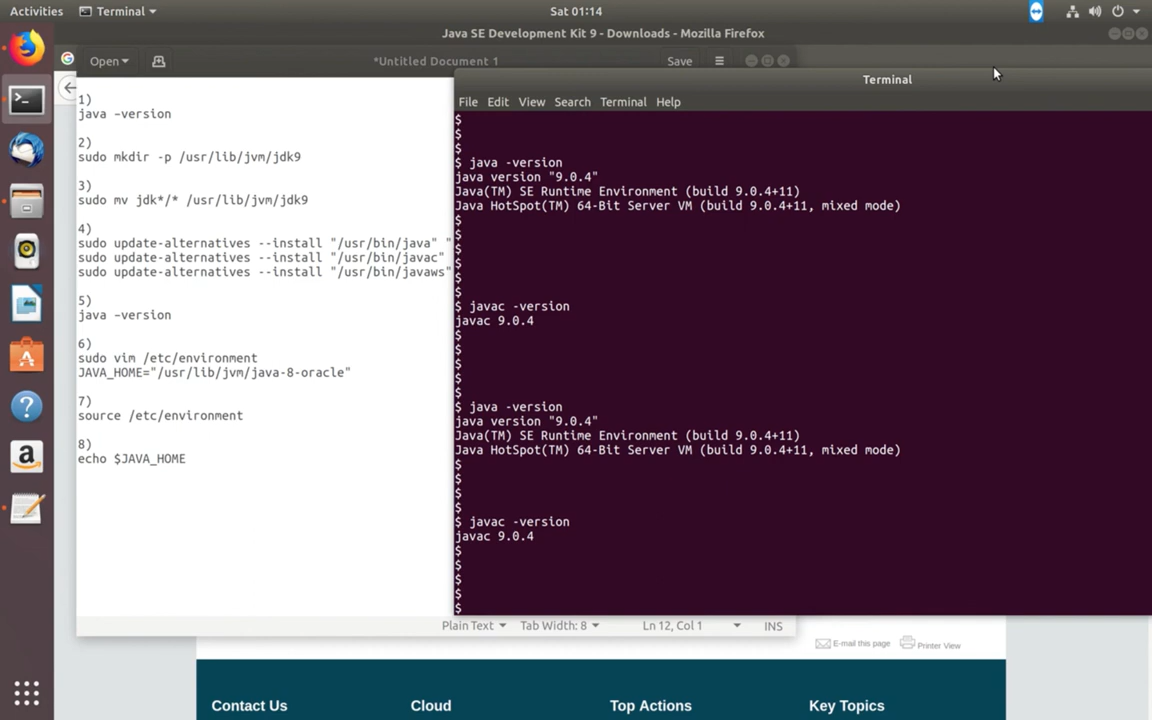 Activities
Terminal
Sat 01:14
Java SE Development Kit 9 - Downloads - Mozilla Firefox
Open
*Untitled Document 1
Save
1)
java -version
2)
sudo mkdir -p /usr/lib/jvm/jdk9
3)
sudo mv jdk*/* /usr/lib/jvm/jdk9
4)
sudo update-alternatives --install "/usr/bin/java" "
sudo update-alternatives --install "/usr/bin/javac"
sudo update-alternatives --install "/usr/bin/javaws"
5)
java -version
6)
sudo vim /etc/environment
JAVA_HOME="/usr/lib/jvm/java-8-oracle"
7)
source /etc/environment
8)
echo $JAVA_HOME
Plain Text
Tab Width: 8
Ln 12, Col 1
INS
Terminal
File Edit View Search Terminal Help
$
$
$
$ java -version
java version "9.0.4"
Java(TM) SE Runtime Environment (build 9.0.4+11)
Java HotSpot(TM) 64-Bit Server VM (build 9.0.4+11, mixed mode)
$
$
$
$
$
$
$ javac -version
javac 9.0.4
$
$
$
$
$
$ java -version
java version "9.0.4"
Java(TM) SE Runtime Environment (build 9.0.4+11)
Java HotSpot(TM) 64-Bit Server VM (build 9.0.4+11, mixed mode)
$
$
$
$
$ javac -version
javac 9.0.4
$
$
$
$
$
E-mail this page
Printer View
Contact Us
Cloud
Top Actions
Key Topics